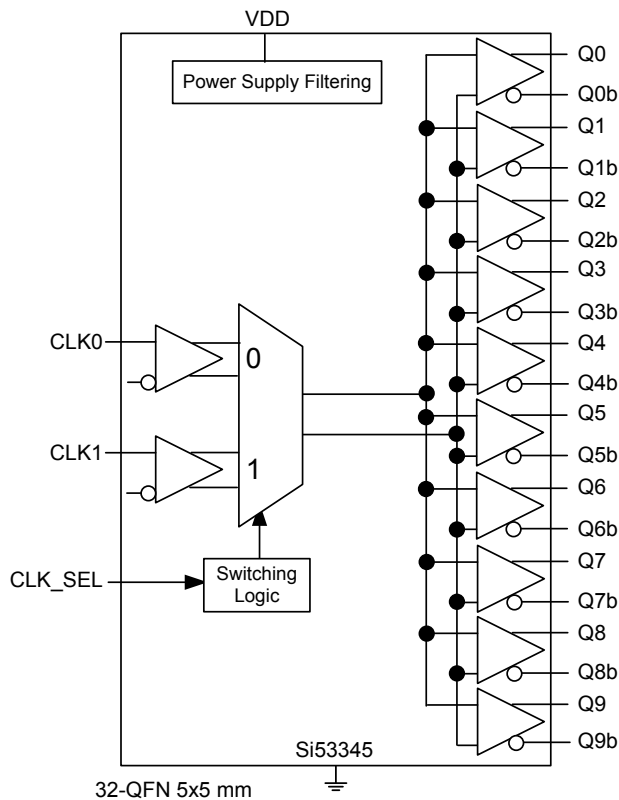 VDD
Power Supply Filtering
Q0
Q0b
Q1
Q1b
Q2
Q2b
Q3
Q3b
Q4
Q4b
Q5
Q5b
Q6
Q6b
Q7
Q7b
Q8
Q8b
Q9
Q9b
CLK0
0
CLK1
1
CLK_SEL
Switching
Logic
Si53345
32-QFN 5x5 mm